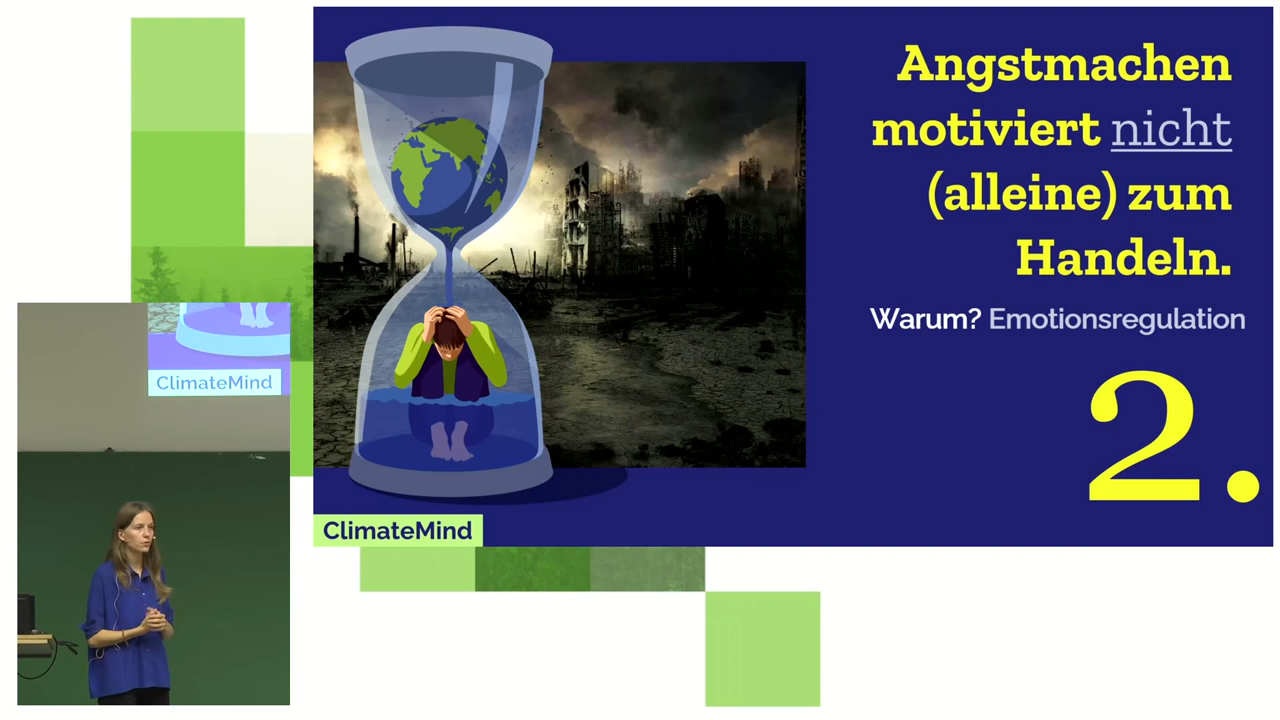 Angstmachen
motiviert nicht
(alleine) zum
Handeln.
Warum? Emotionsregulation
2.
ClimateMind
ClimateMind